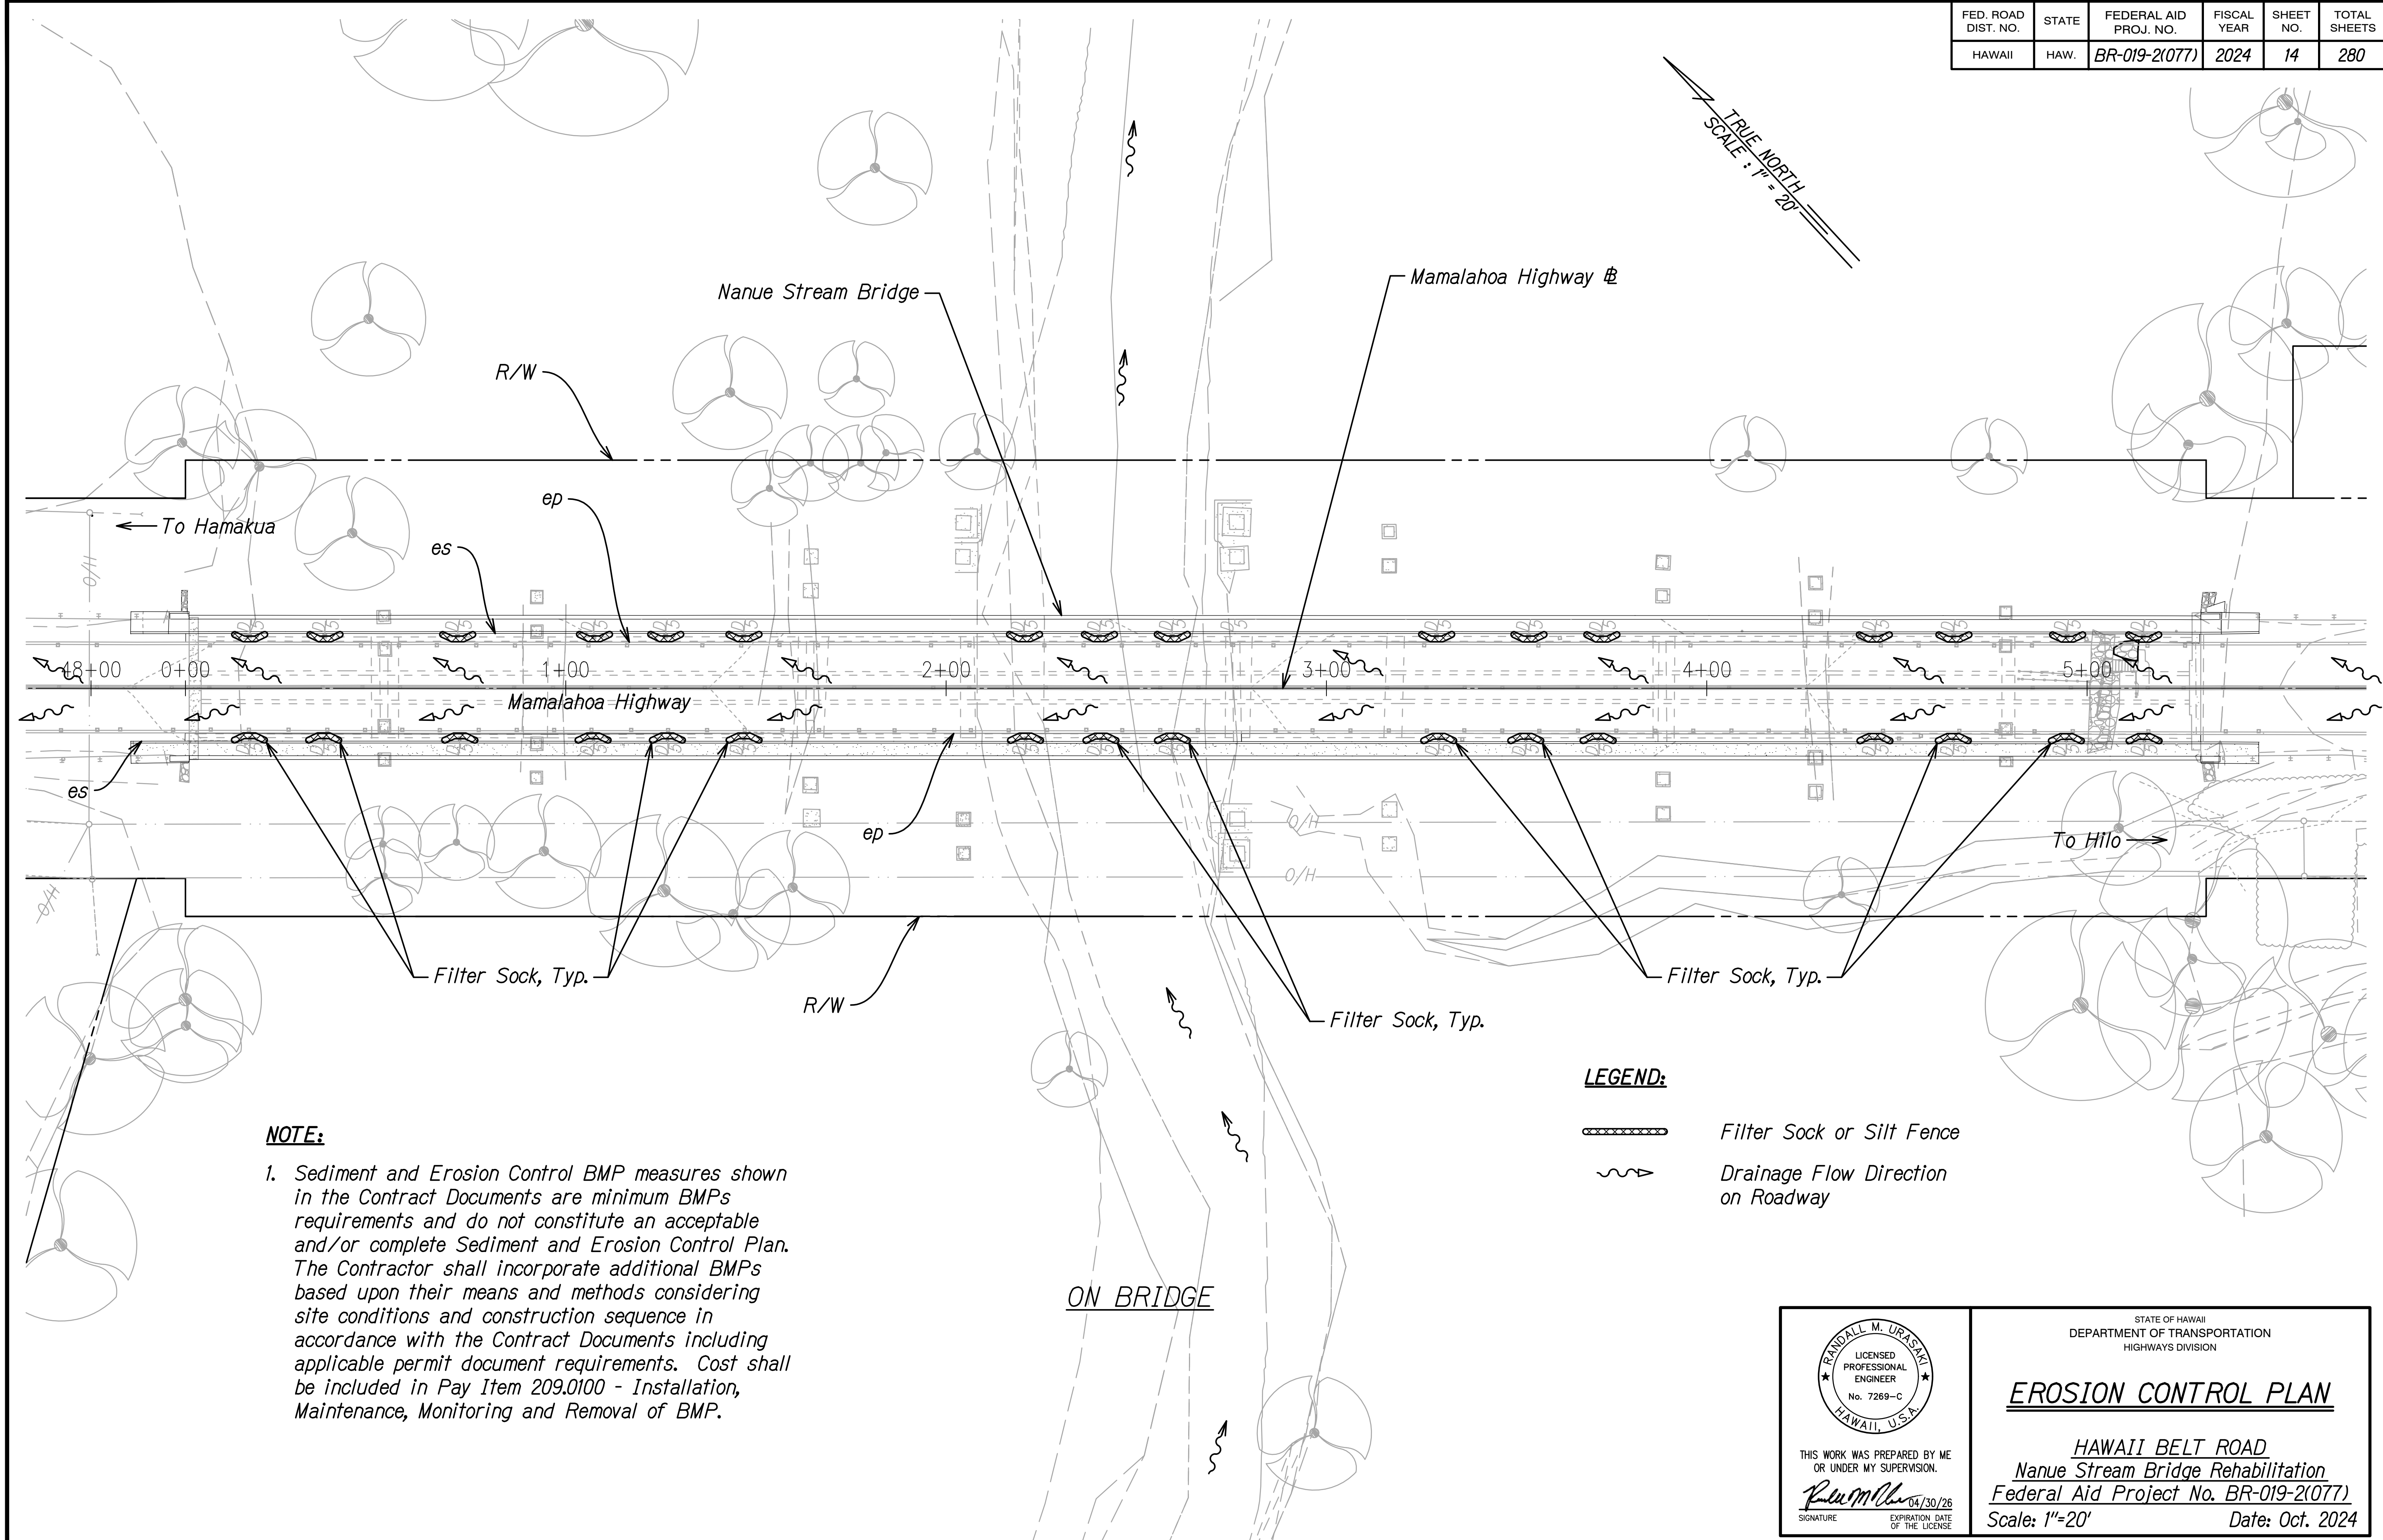 FED. ROAD DIST. NO.
STATE
FEDERAL AID PROJ. NO.
FISCAL YEAR
SHEET NO.
TOTAL SHEETS
HAWAII
HAW.
BR-019-2(077)
2024
14
280
TRUE NORTH
SCALE : 1" = 20'
Nanue Stream Bridge
Mamalahoa Highway ℄
R/W
ep
es
To Hamakua
O/H
48+00
0+00
1+00
2+00
3+00
4+00
5+00
Mamalahoa Highway
es
ep
O/H
O/H
O/H
To Hilo
Filter Sock, Typ.
R/W
Filter Sock, Typ.
Filter Sock, Typ.
LEGEND:
Filter Sock or Silt Fence
Drainage Flow Direction
on Roadway
NOTE:
1. Sediment and Erosion Control BMP measures shown
in the Contract Documents are minimum BMPs
requirements and do not constitute an acceptable
and/or complete Sediment and Erosion Control Plan.
The Contractor shall incorporate additional BMPs
based upon their means and methods considering
site conditions and construction sequence in
accordance with the Contract Documents including
applicable permit document requirements. Cost shall
be included in Pay Item 209.0100 - Installation,
Maintenance, Monitoring and Removal of BMP.
ON BRIDGE
RANDALL M. URASAKI
LICENSED
PROFESSIONAL
ENGINEER
No. 7269-C
HAWAII, U.S.A.
THIS WORK WAS PREPARED BY ME
OR UNDER MY SUPERVISION.
04/30/26
SIGNATURE
EXPIRATION DATE
OF THE LICENSE
STATE OF HAWAII
DEPARTMENT OF TRANSPORTATION
HIGHWAYS DIVISION
EROSION CONTROL PLAN
HAWAII BELT ROAD
Nanue Stream Bridge Rehabilitation
Federal Aid Project No. BR-019-2(077)
Scale: 1"=20'
Date: Oct. 2024